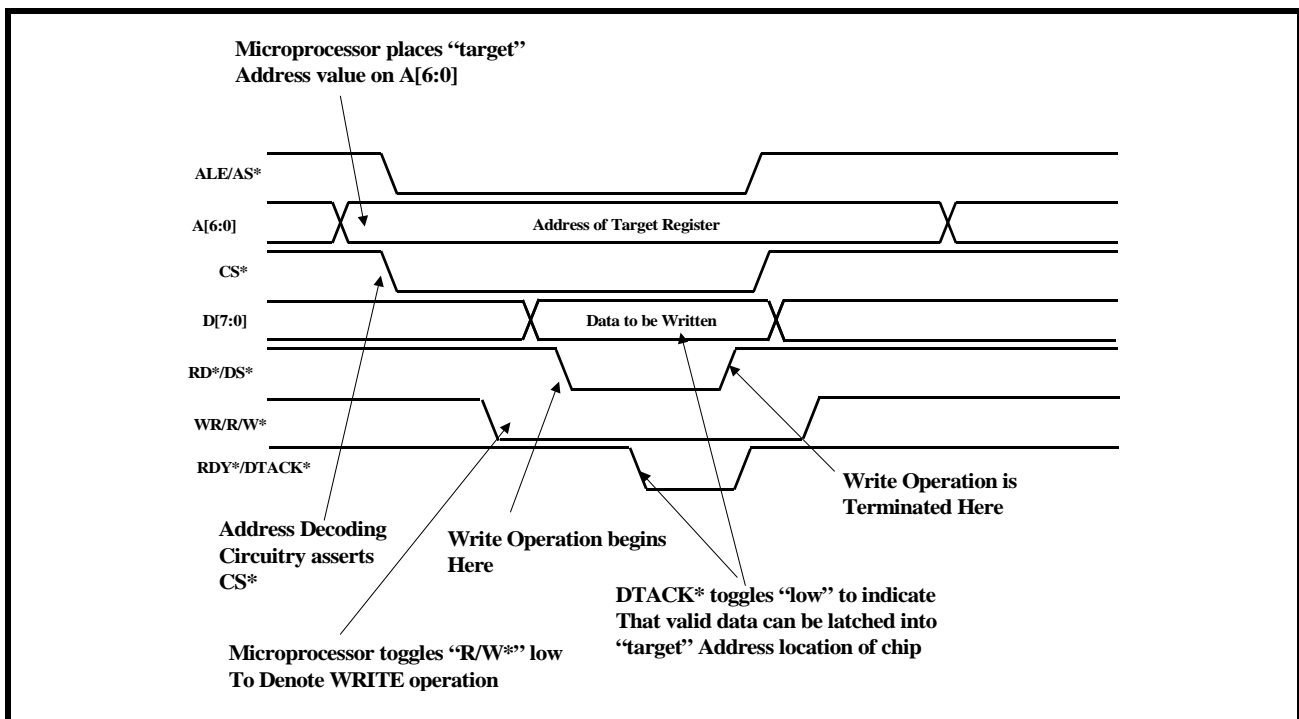 Microprocessor places “target”
Address value on A[6:0]
ALE/AS*
A[6:0]
Address of Target Register
CS*
D[7:0]
Data to be Written
RD*/DS*
WR/R/W*
RDY*/DTACK*
Write Operation is
Terminated Here
Address Decoding
Circuitry asserts
CS*
Write Operation begins
Here
DTACK* toggles “low” to indicate
That valid data can be latched into
“target” Address location of chip
Microprocessor toggles “R/W*” low
To Denote WRITE operation